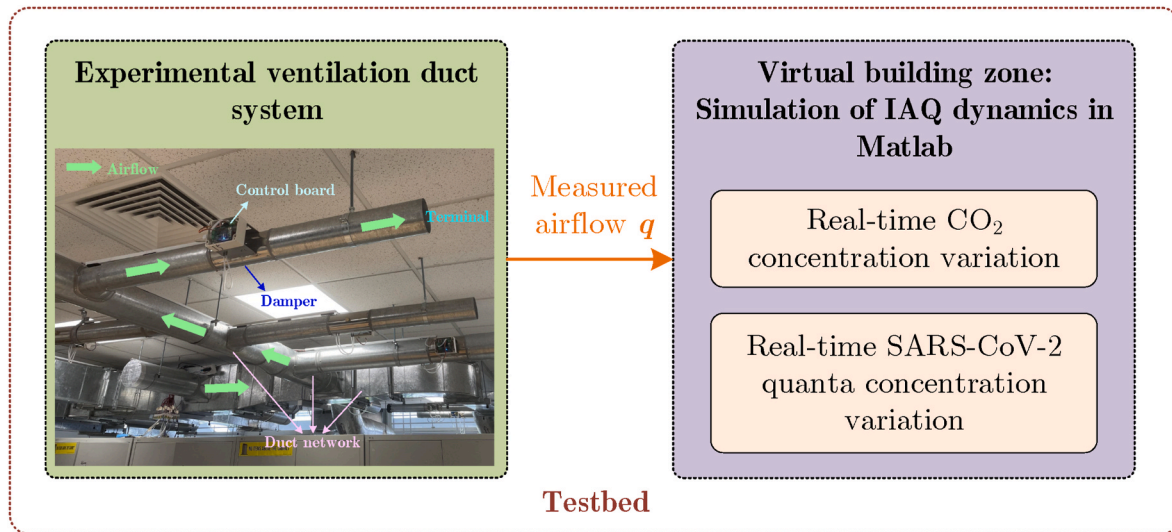 Experimental ventilation duct
system
Airflow
Control board
Terminal
Damper
Duct network
Measured
airflow q
Virtual building zone:
Simulation of IAQ dynamics in
Matlab
Real-time CO₂
concentration variation
Real-time SARS-CoV-2
quanta concentration
variation
Testbed